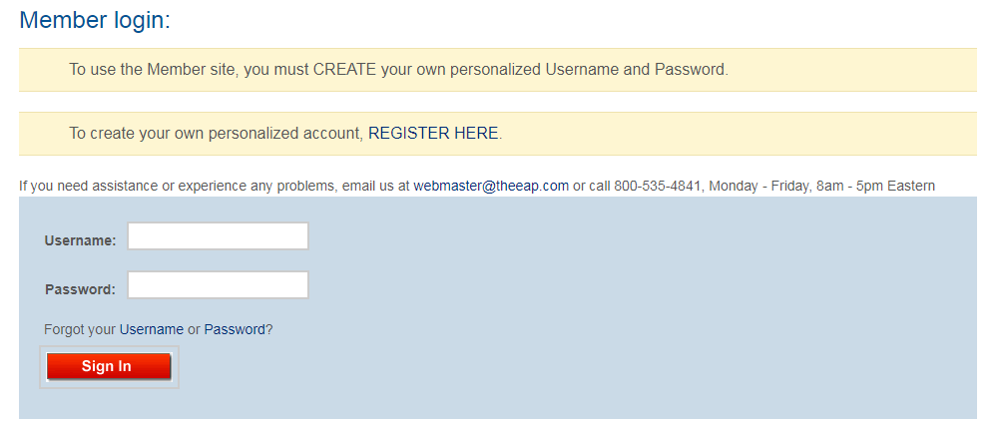 Member login:
To use the Member site, you must CREATE your own personalized Username and Password.
To create your own personalized account, REGISTER HERE.
If you need assistance or experience any problems, email us at webmaster@theeap.com or call 800-535-4841, Monday - Friday, 8am - 5pm Eastern
Username:
Password:
Forgot your Username or Password?
Sign In